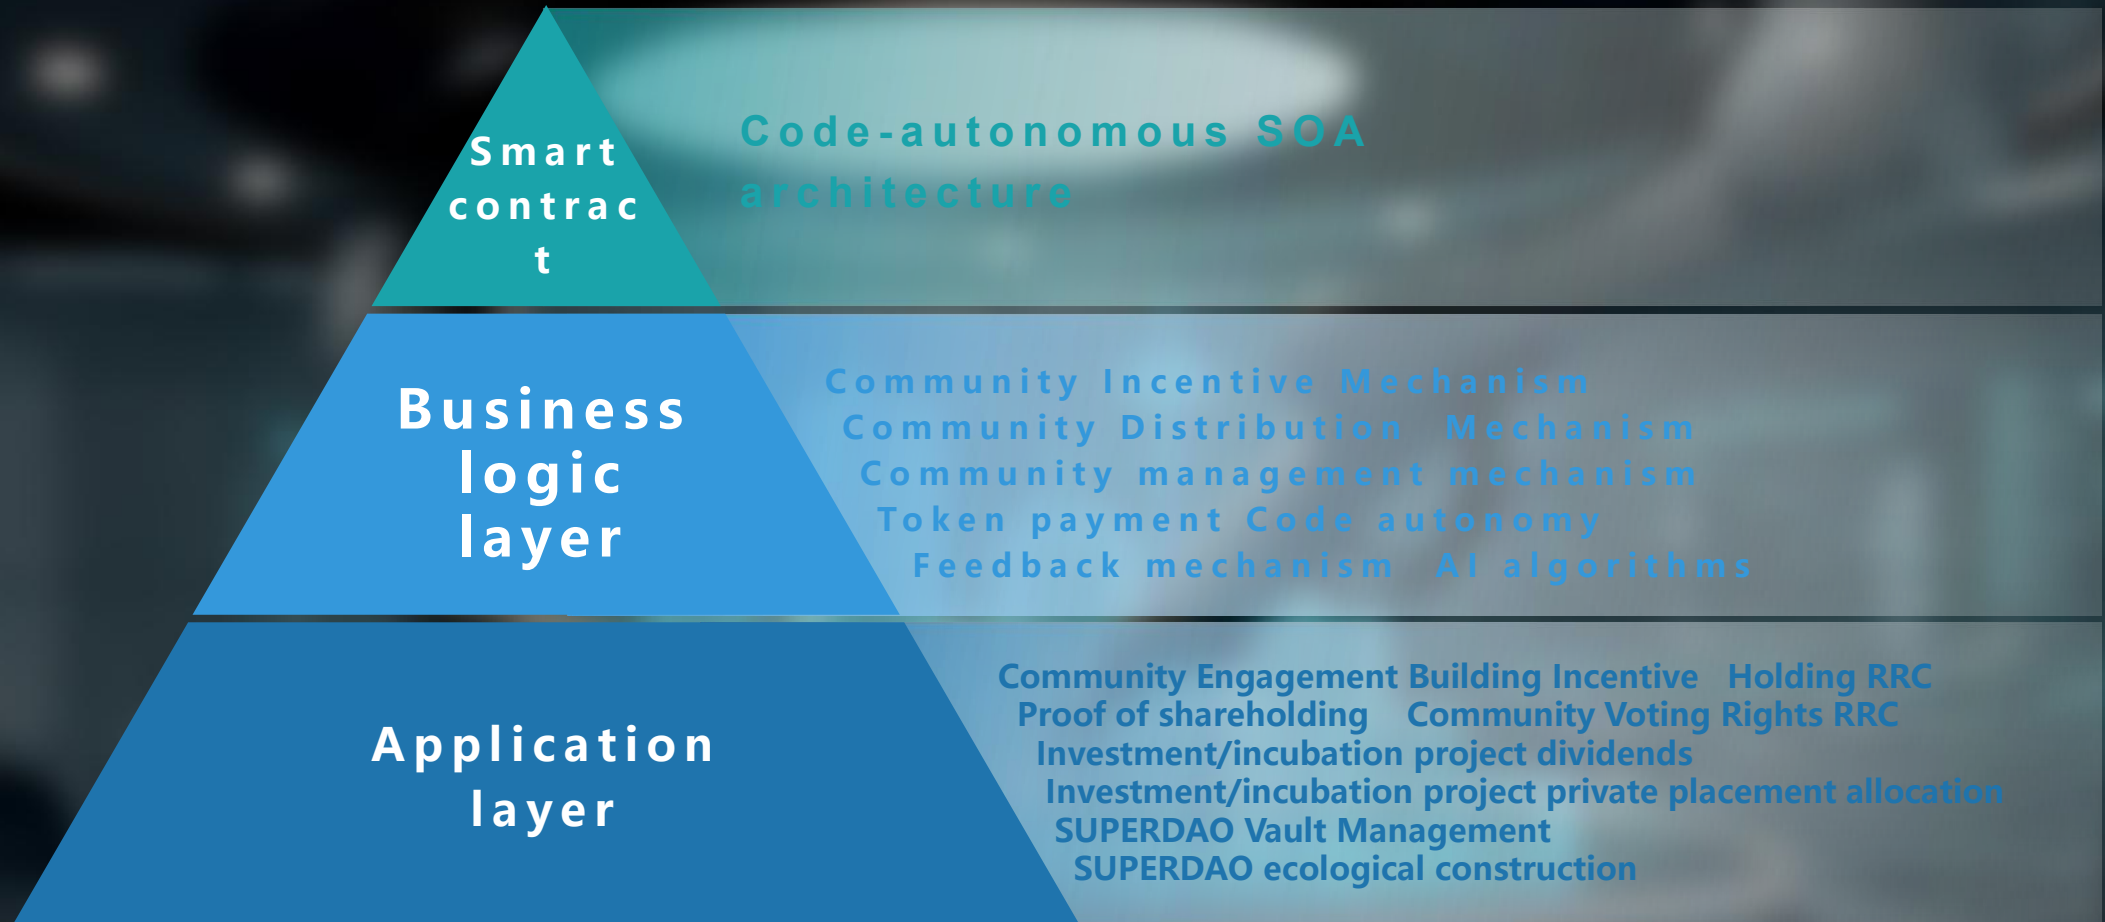 Smart
contrac
t
Code-autonomous SOA
architecture
Business
logic
layer
Community Incentive Mechanism
Community Distribution Mechanism
Community management mechanism
Token payment Code autonomy
Feedback mechanism AI algorithms
Application
layer
Community Engagement Building Incentive Holding RRC
Proof of shareholding Community Voting Rights RRC
Investment/incubation project dividends
Investment/incubation project private placement allocation
SUPERDAO Vault Management
SUPERDAO ecological construction